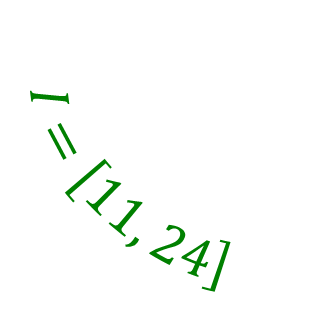 I = [11, 24]